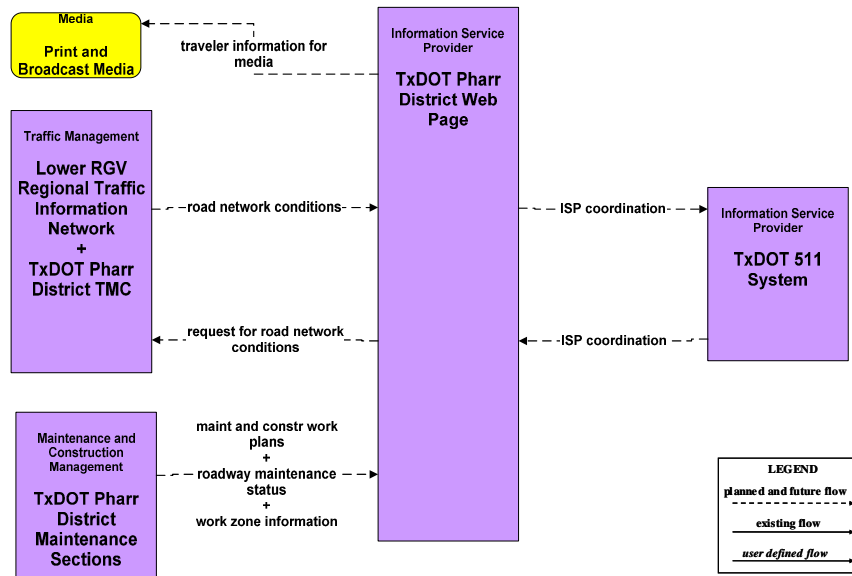 Media
Print and
Broadcast Media
traveler information for
media
Information Service
Provider
TxDOT Pharr
District Web
Page
Traffic Management
Lower RGV
Regional Traffic
Information
Network
+
TxDOT Pharr
District TMC
road network conditions
request for road network
conditions
ISP coordination
ISP coordination
Information Service
Provider
TxDOT 511
System
Maintenance and
Construction
Management
TxDOT Pharr
District
Maintenance
Sections
maint and constr work
plans
+
roadway maintenance
status
+
work zone information
LEGEND
planned and future flow
existing flow
user defined flow